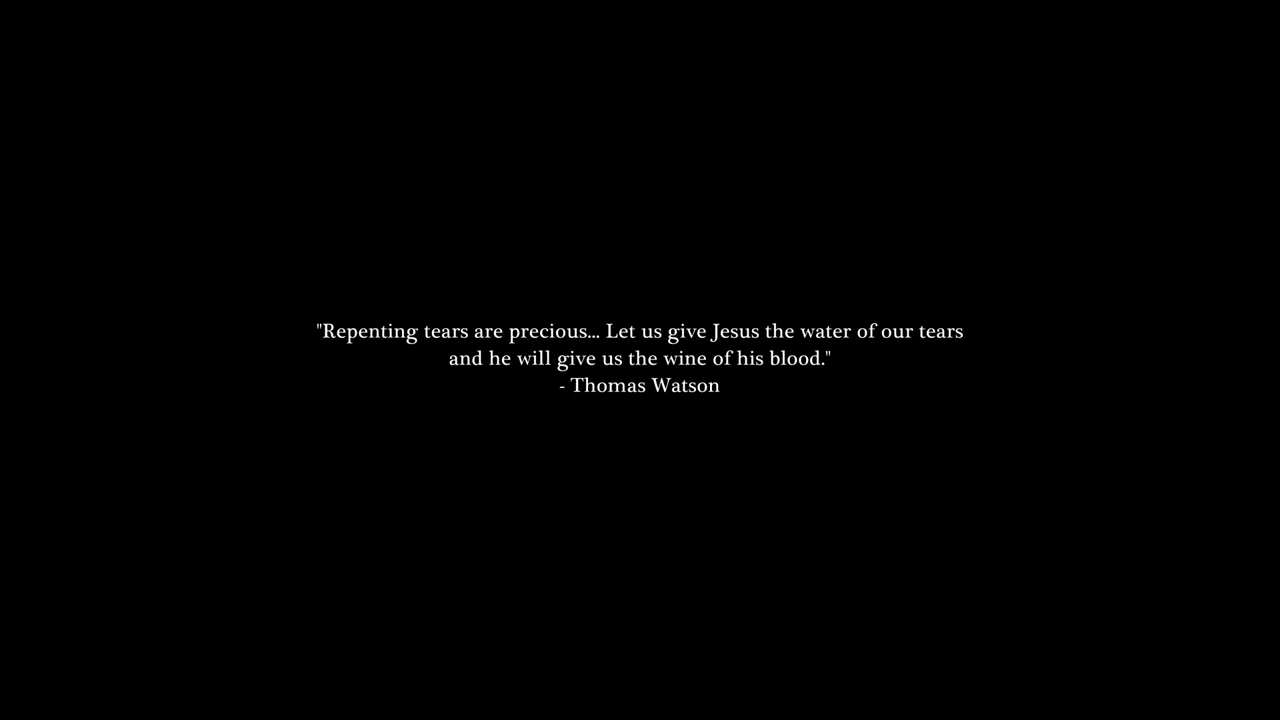 "Repenting tears are precious... Let us give Jesus the water of our tears
and he will give us the wine of his blood."
- Thomas Watson